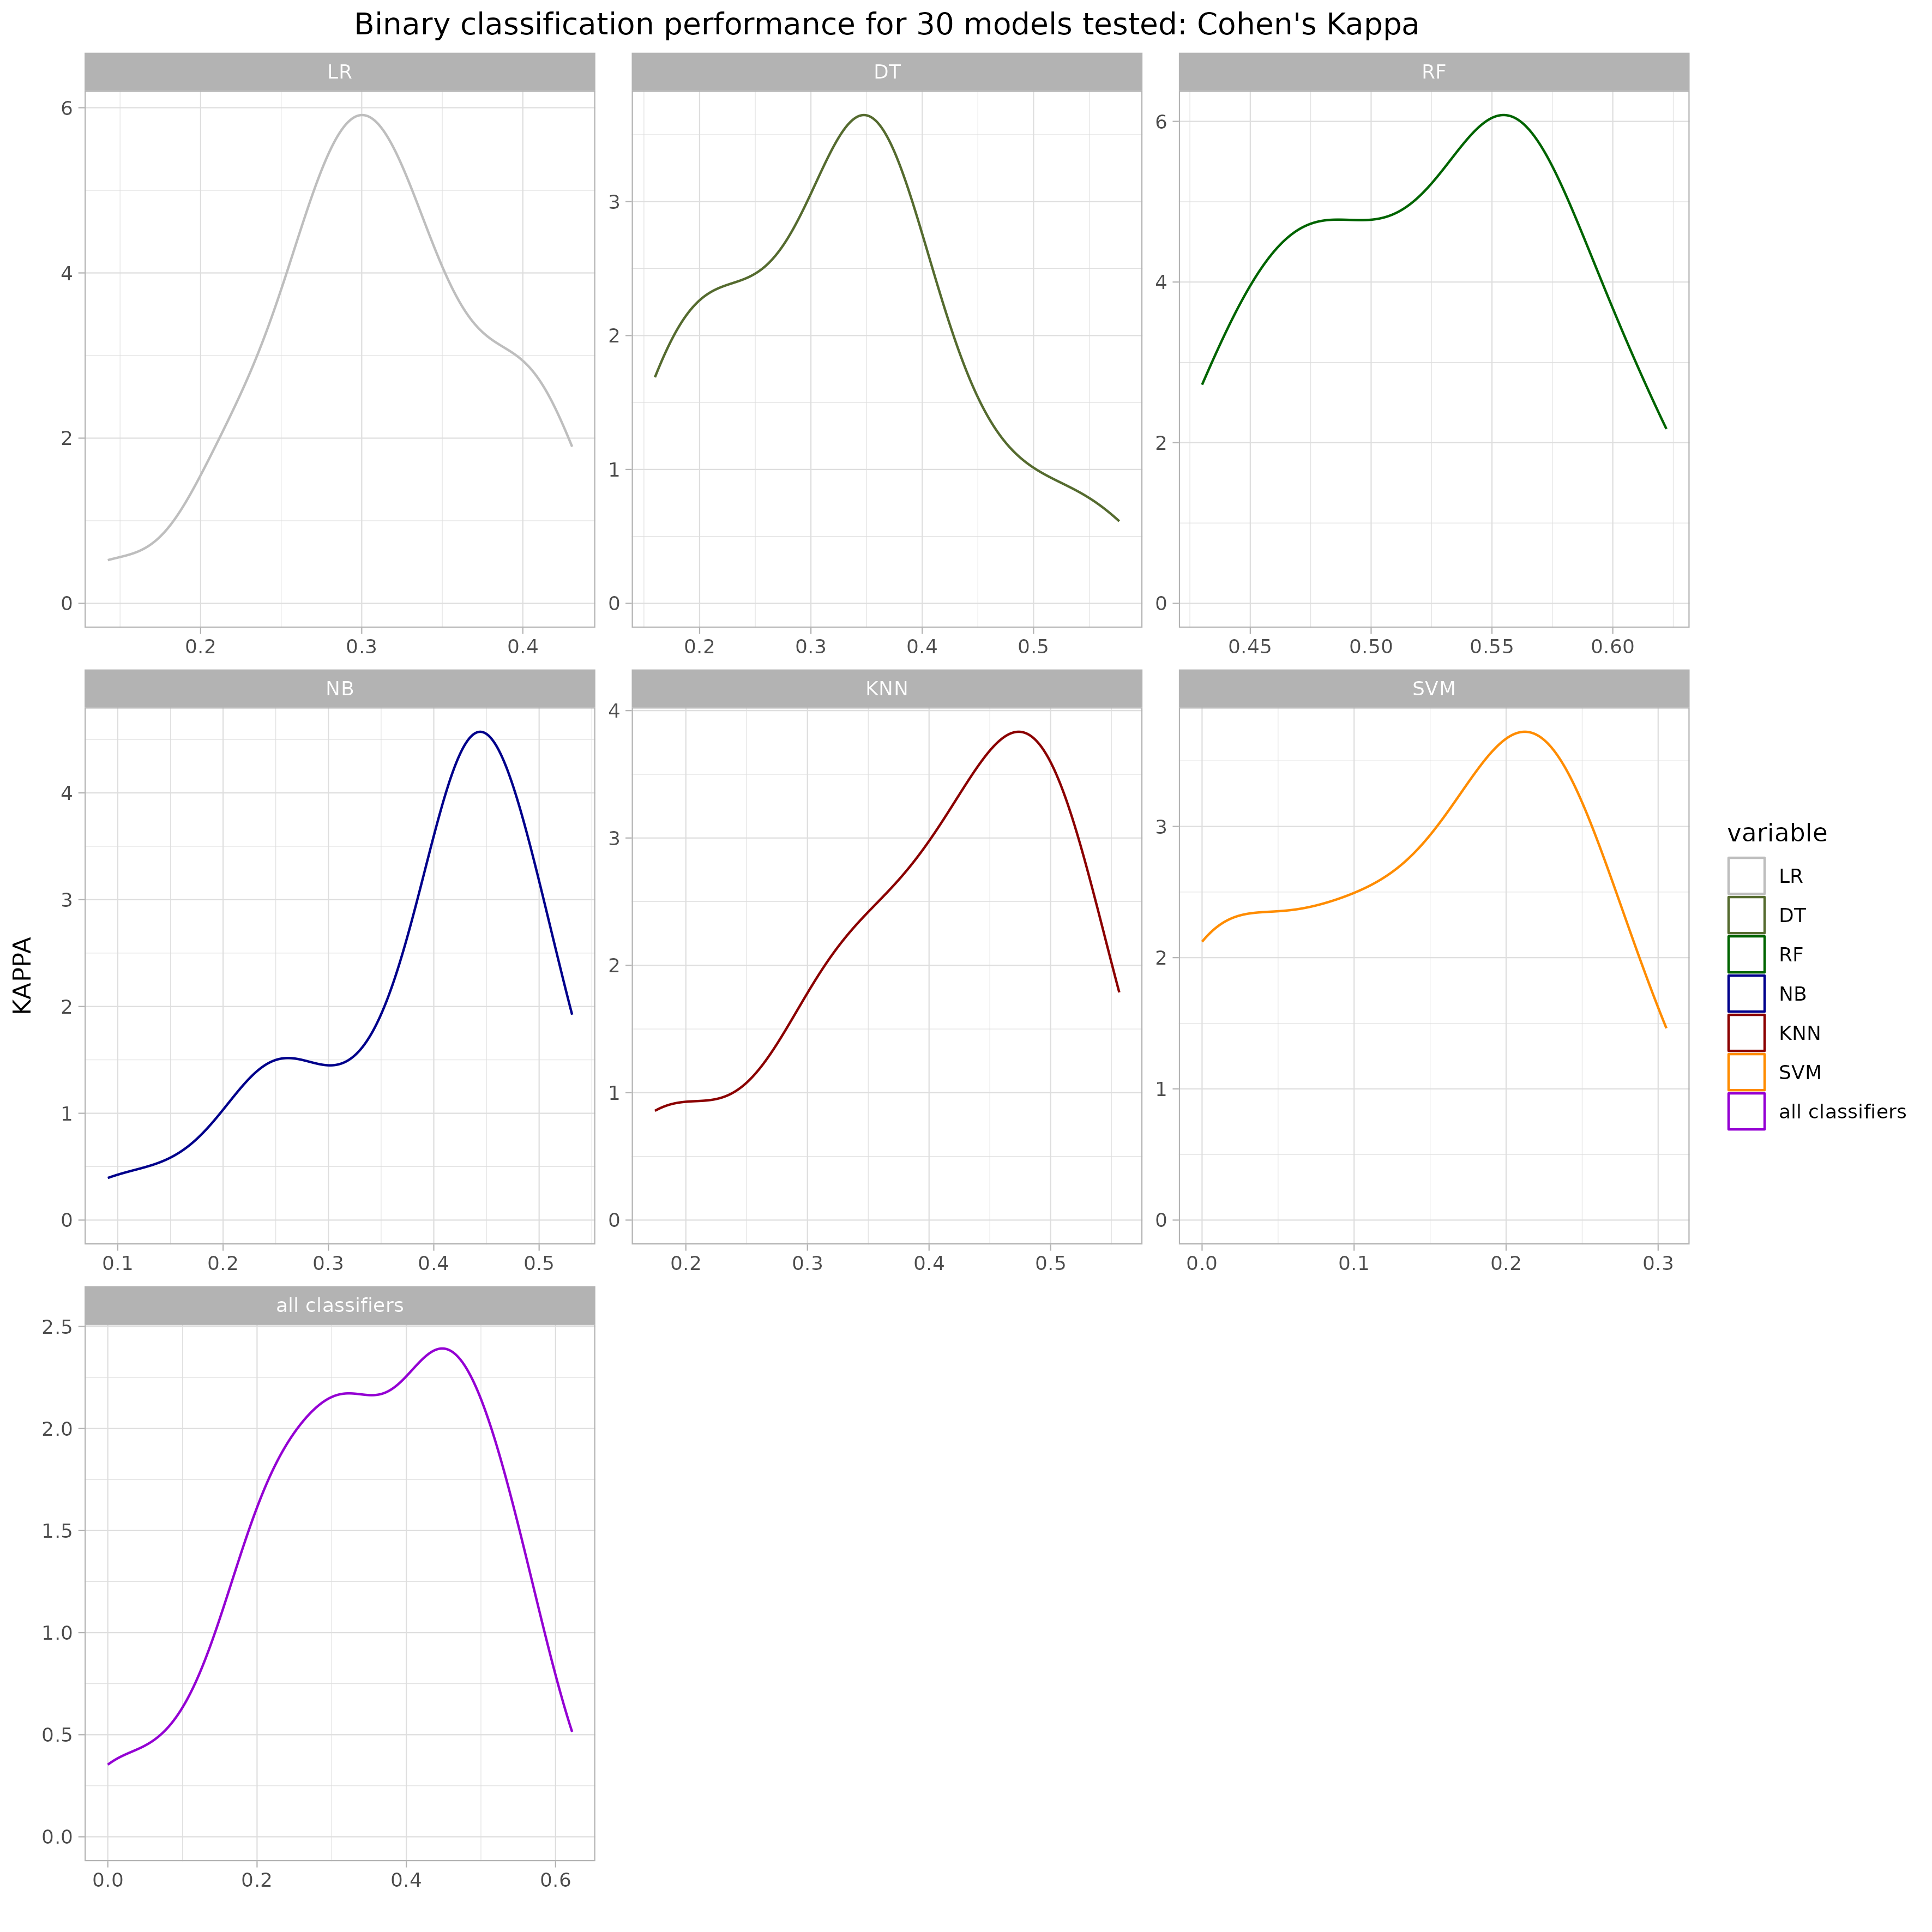 Binary classification performance for 30 models tested: Cohen's Kappa
LR
DT
RF
6
4
2
0
0.2 0.3 0.4
3
2
1
0
0.2 0.3 0.4 0.5
6
4
2
0
0.45 0.50 0.55 0.60
NB
KNN
SVM
4
3
2
1
0
0.1 0.2 0.3 0.4 0.5
4
3
2
1
0
0.2 0.3 0.4 0.5
3
2
1
0
0.0 0.1 0.2 0.3
all classifiers
2.5
2.0
1.5
1.0
0.5
0.0
0.0 0.2 0.4 0.6
KAPPA
variable
LR
DT
RF
NB
KNN
SVM
all classifiers